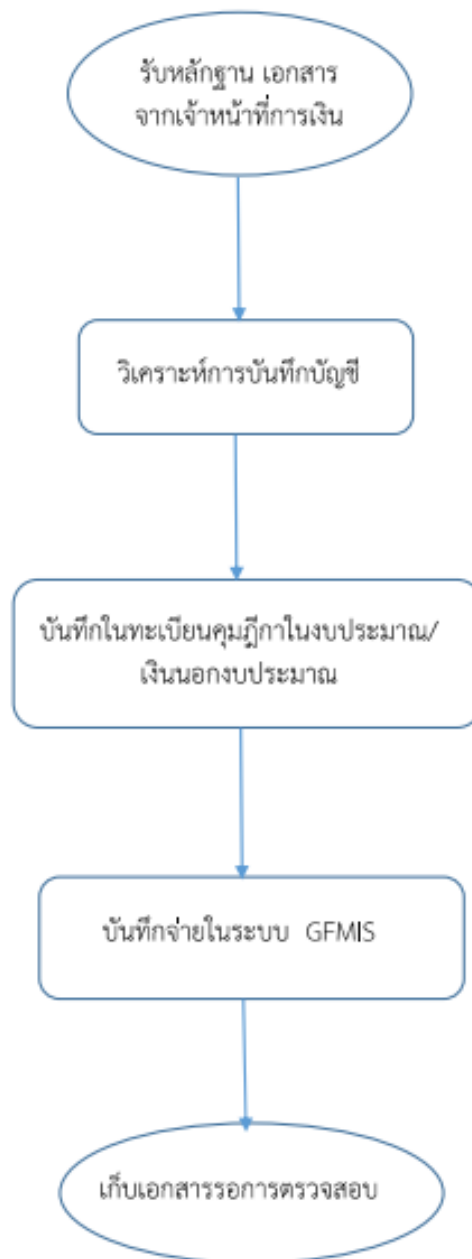 รับหลักฐาน เอกสาร
จากเจ้าหน้าที่การเงิน
วิเคราะห์การบันทึกบัญชี
บันทึกในทะเบียนคุมฎีกาในงบประมาณ/
เงินนอกงบประมาณ
บันทึกจ่ายในระบบ GFMIS
เก็บเอกสารรอการตรวจสอบ